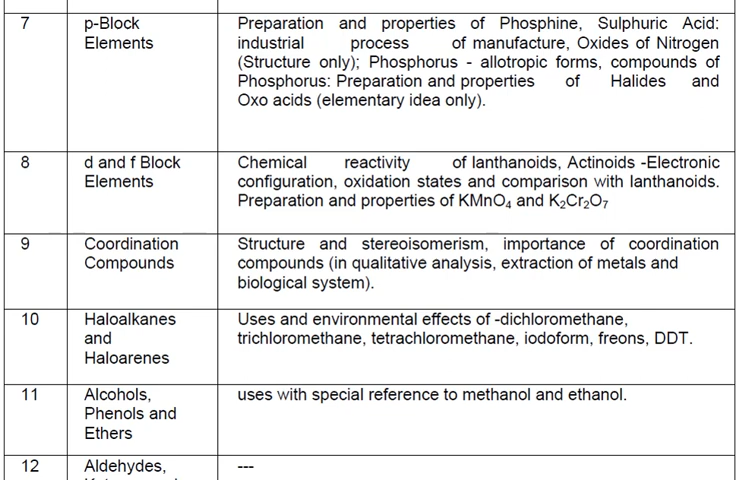 7 p-Block Preparation and properties of Phosphine, Sulphuric Acid:
Elements industrial process of manufacture, Oxides of Nitrogen
(Structure only); Phosphorus - allotropic forms, compounds of
Phosphorus: Preparation and properties of Halides and
Oxo acids (elementary idea only).
8 d and f Block Chemical reactivity of lanthanoids, Actinoids -Electronic
Elements configuration, oxidation states and comparison with lanthanoids.
Preparation and properties of KMnO₄ and K₂Cr₂O₇
9 Coordination Structure and stereoisomerism, importance of coordination
Compounds compounds (in qualitative analysis, extraction of metals and
biological system).
10 Haloalkanes Uses and environmental effects of -dichloromethane,
and trichloromethane, tetrachloromethane, iodoform, freons, DDT.
Haloarenes
11 Alcohols, uses with special reference to methanol and ethanol.
Phenols and
Ethers
12 Aldehydes, ---